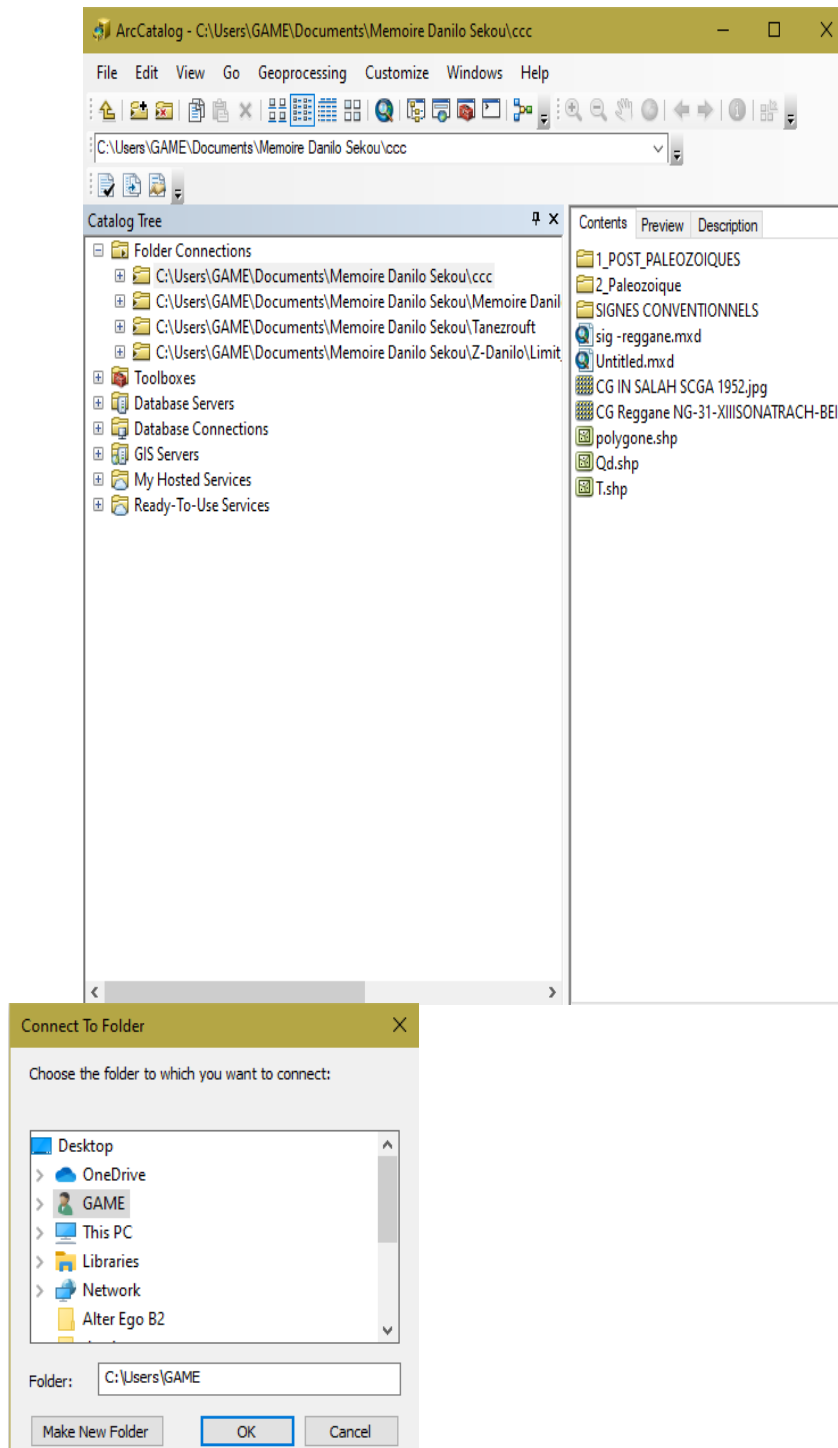 ArcCatalog - C:\Users\GAME\Documents\Memoire Danilo Sekou\ccc
File Edit View Go Geoprocessing Customize Windows Help
C:\Users\GAME\Documents\Memoire Danilo Sekou\ccc
Catalog Tree
Folder Connections
C:\Users\GAME\Documents\Memoire Danilo Sekou\ccc
C:\Users\GAME\Documents\Memoire Danilo Sekou\Memoire Danil
C:\Users\GAME\Documents\Memoire Danilo Sekou\Tanezrouft
C:\Users\GAME\Documents\Memoire Danilo Sekou\Z-Danilo\Limit_
Toolboxes
Database Servers
Database Connections
GIS Servers
My Hosted Services
Ready-To-Use Services
Contents Preview Description
1_POST_PALEOZOIQUES
2_Paleozoique
SIGNES CONVENTIONNELS
sig -reggane.mxd
Untitled.mxd
CG IN SALAH SCGA 1952.jpg
CG Reggane NG-31-XIIISONATRACH-BEI
polygone.shp
Qd.shp
T.shp
Connect To Folder
Choose the folder to which you want to connect:
Desktop
OneDrive
GAME
This PC
Libraries
Network
Alter Ego B2
Folder: C:\Users\GAME
Make New Folder OK Cancel